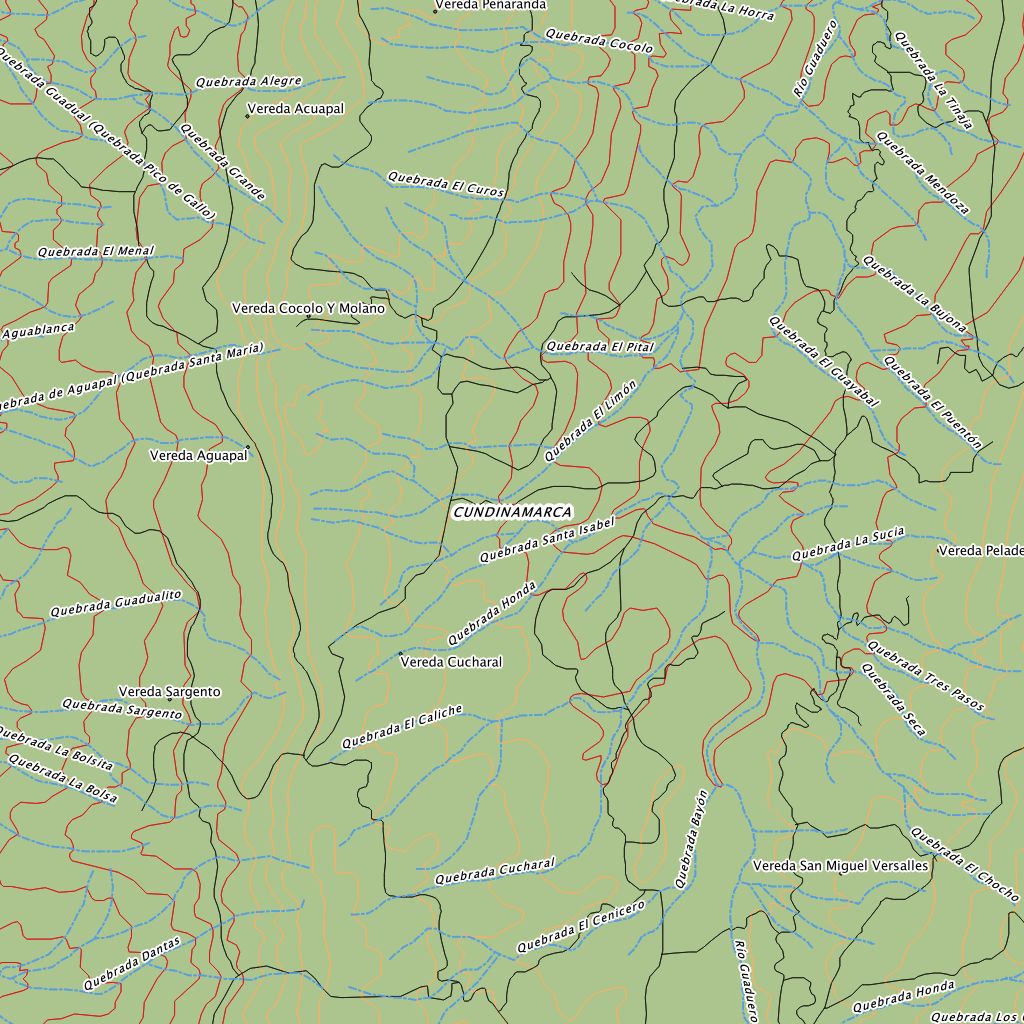 Vereda Peñaranda
Quebrada La Horra
Quebrada Cocolo
Río Guaduero
Quebrada La Tinaja
Quebrada Guadual (Quebrada Pico de Gallo)
Quebrada Alegre
Vereda Acuapal
Quebrada Grande
Quebrada Mendoza
Quebrada El Curos
Quebrada El Menal
Quebrada La Bujona
Vereda Cocolo Y Molano
Aguablanca
Quebrada El Pital
Quebrada El Guayabal
Quebrada El Puentón
uebrada de Aguapal (Quebrada Santa María)
Quebrada El Limón
Vereda Aguapal
CUNDINAMARCA
Quebrada Santa Isabel
Quebrada La Sucia
Vereda Pelade
Quebrada Guadualito
Quebrada Honda
Vereda Cucharal
Quebrada Tres Pasos
Quebrada Seca
Vereda Sargento
Quebrada Sargento
Quebrada El Caliche
Quebrada La Bolsita
Quebrada La Bolsa
Quebrada Bayón
Quebrada Cucharal
Vereda San Miguel Versalles
Quebrada El Chocho
Quebrada El Cenicero
Quebrada Dantas
Río Guaduero
Quebrada Honda
Quebrada Los